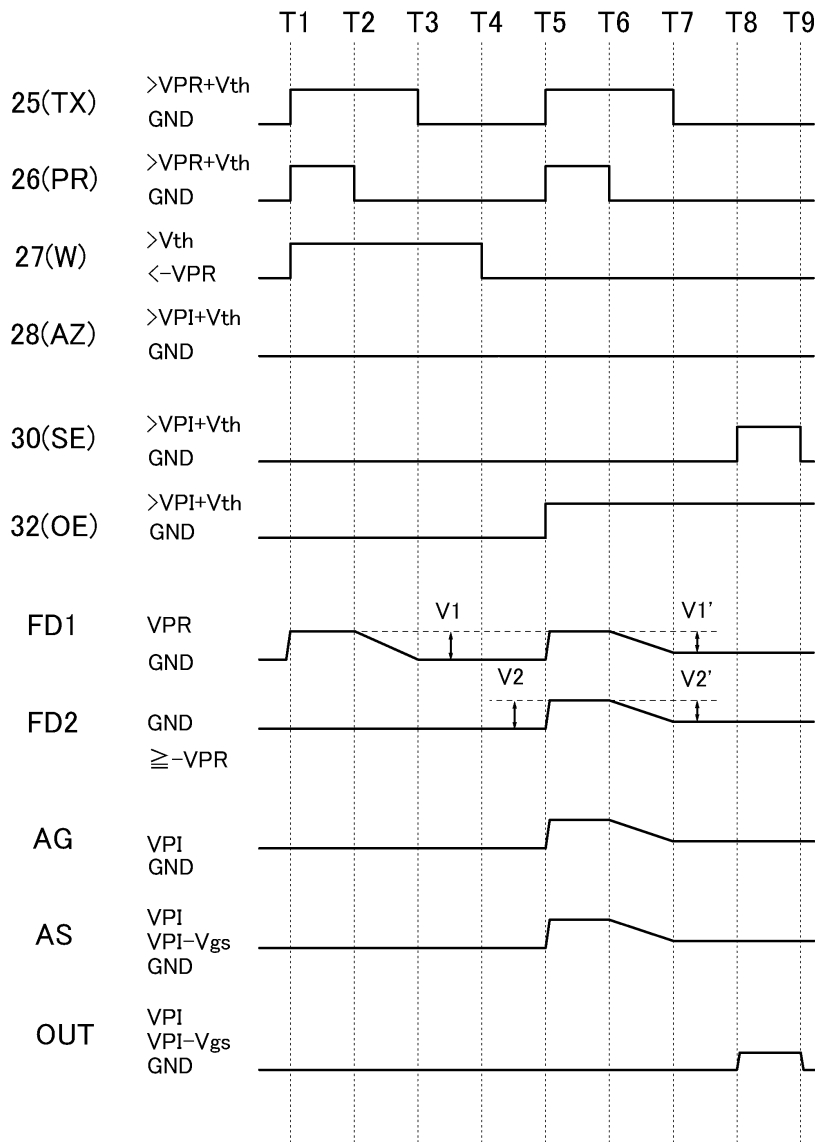 T1 T2 T3 T4 T5 T6 T7 T8 T9
25(TX) >VPR+Vth
GND
26(PR) >VPR+Vth
GND
27(W) >Vth
<-VPR
28(AZ) >VPI+Vth
GND
30(SE) >VPI+Vth
GND
32(OE) >VPI+Vth
GND
FD1 VPR V1 V1'
GND
V2 V2'
FD2 GND
≧-VPR
AG VPI
GND
AS VPI
VPI-Vgs
GND
OUT VPI
VPI-Vgs
GND